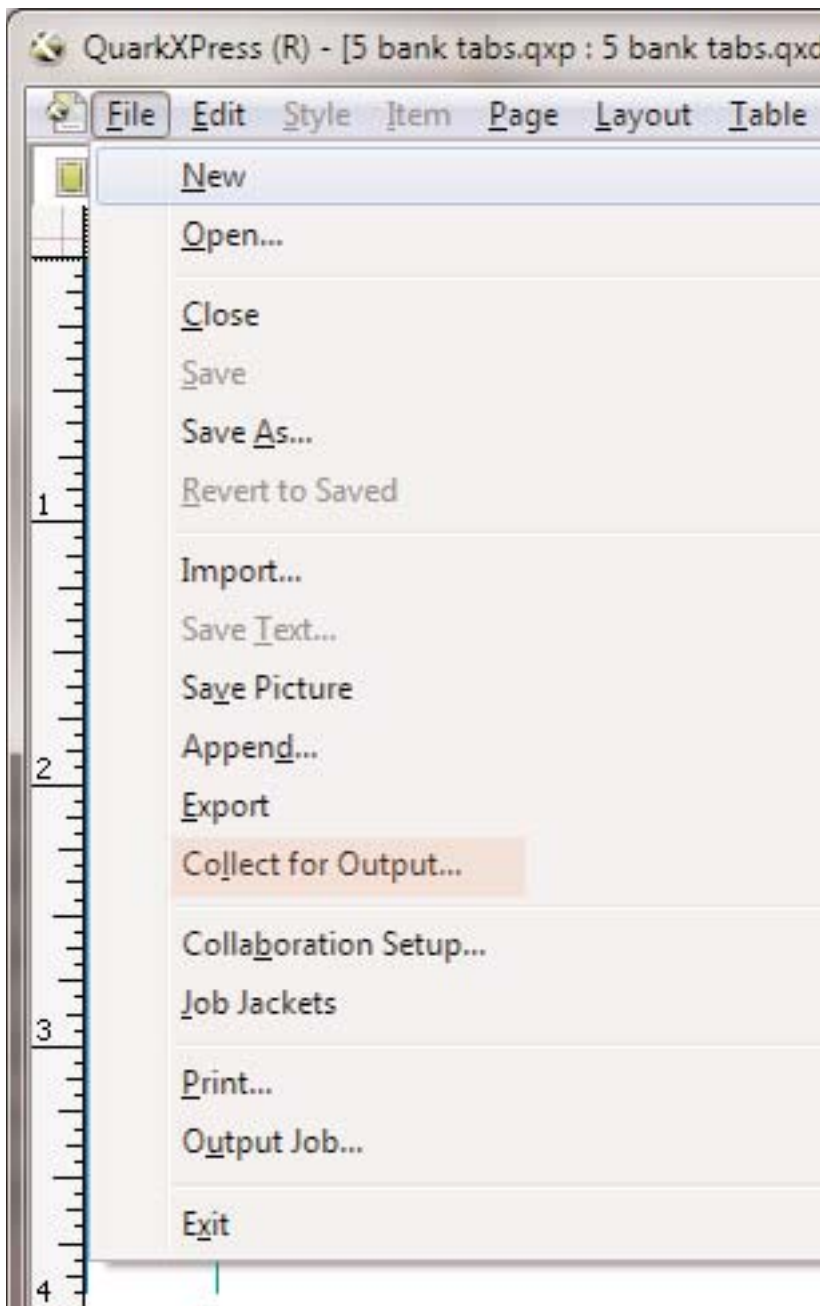 QuarkXPress (R) - [5 bank tabs.qxp : 5 bank tabs.qxd
File Edit Style Item Page Layout Table
New
Open...
Close
Save
Save As...
Revert to Saved
1
Import...
Save Text...
Save Picture
Append...
2
Export
Collect for Output...
Collaboration Setup...
Job Jackets
3
Print...
Output Job...
Exit
4